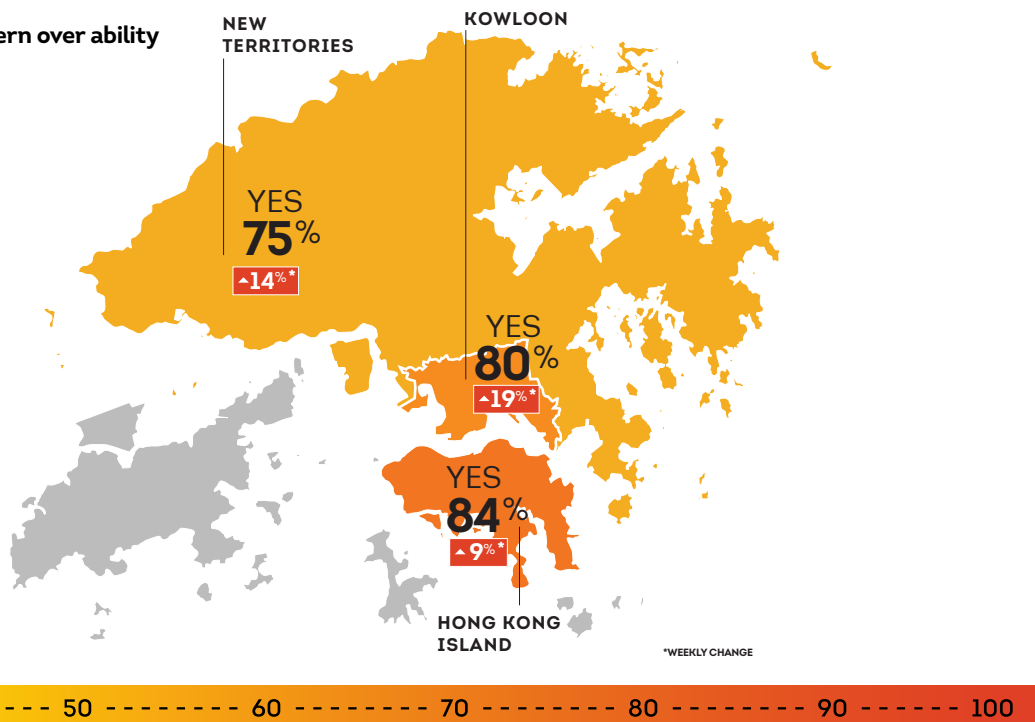 ern over ability
NEW
TERRITORIES
KOWLOON
YES
75%
▲14%*
YES
80%
▲19%*
YES
84%
▲9%*
HONG KONG
ISLAND
*WEEKLY CHANGE
--- 50 ------- 60 ------- 70 ------- 80 ------- 90 ------- 100 -